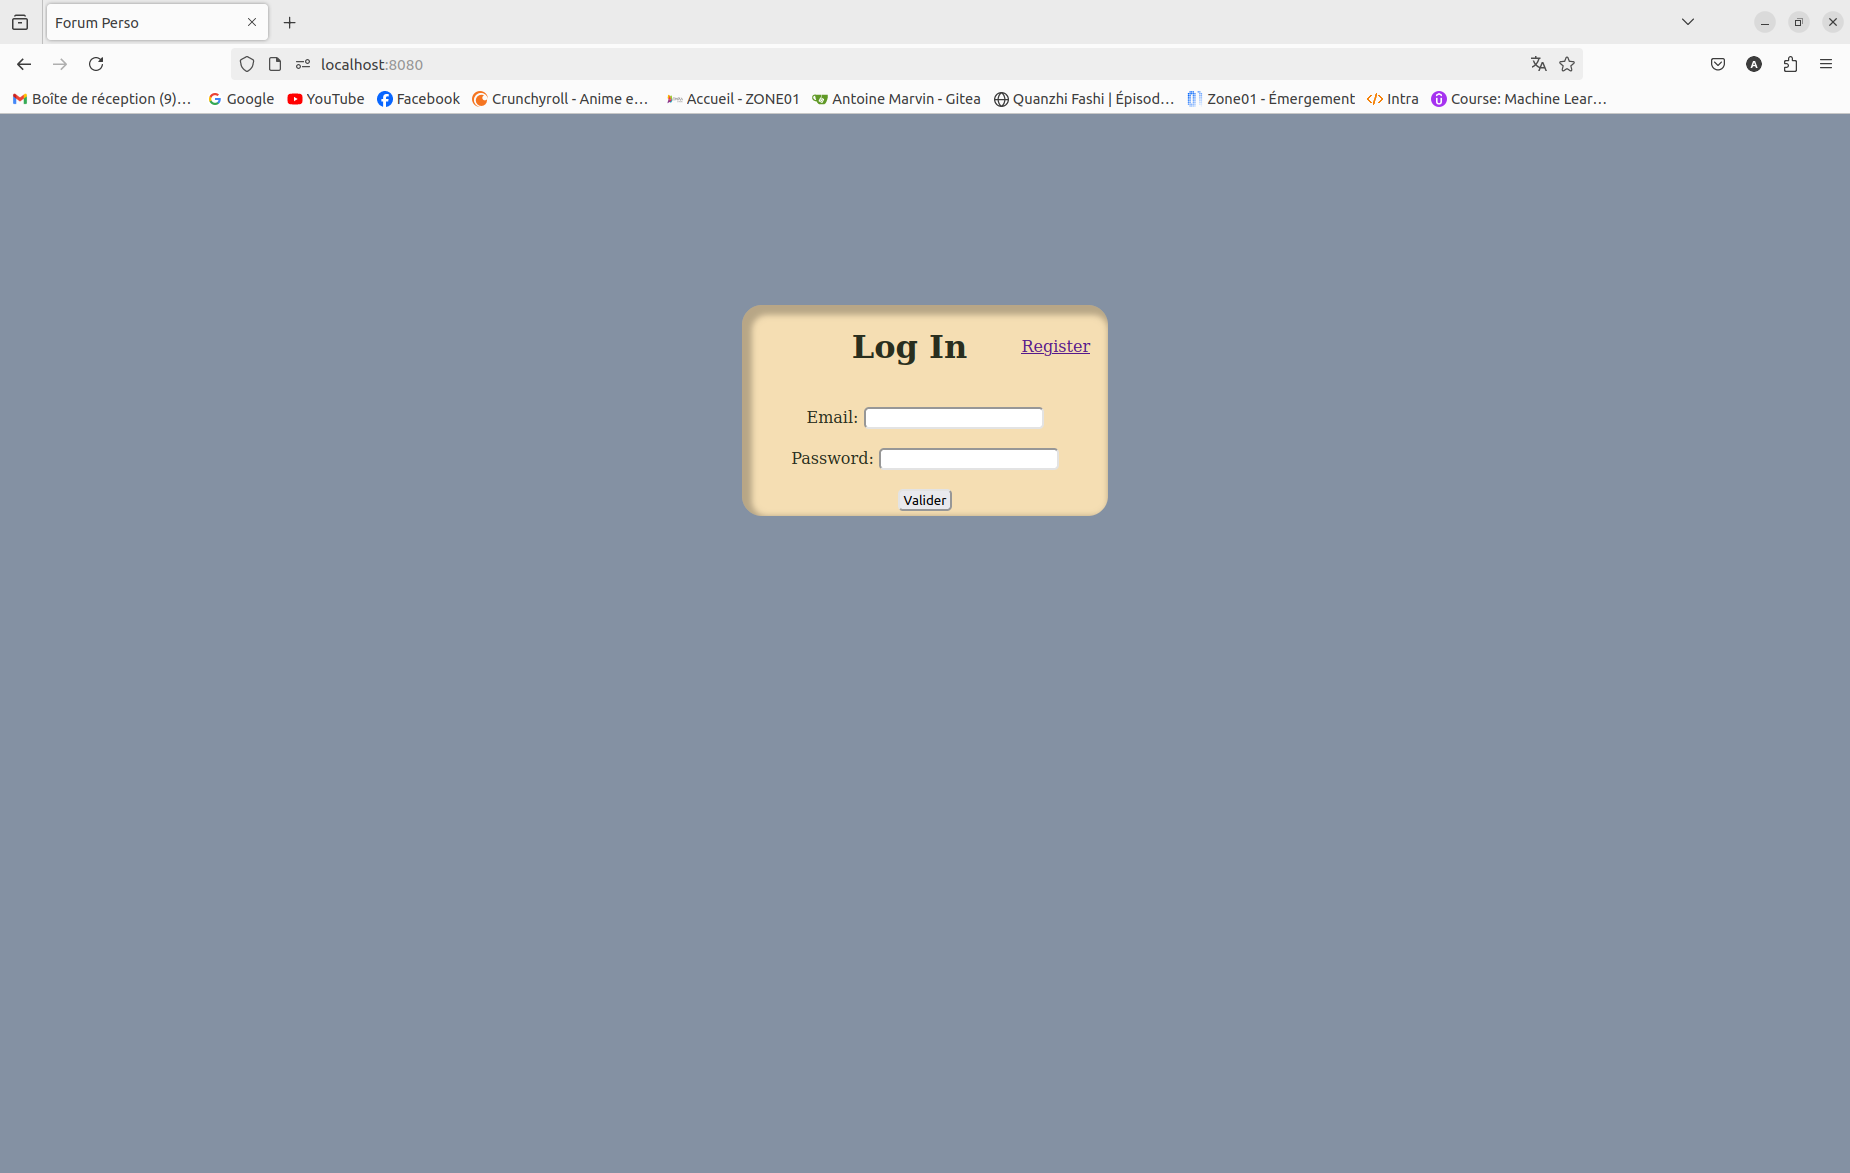 Forum Perso
localhost:8080
A
Boîte de réception (9)… Google YouTube Facebook Crunchyroll - Anime e… Accueil - ZONE01 Antoine Marvin - Gitea Quanzhi Fashi | Épisod… Zone01 - Émergement Intra Course: Machine Lear…
Log In Register
Email:
Password:
Valider